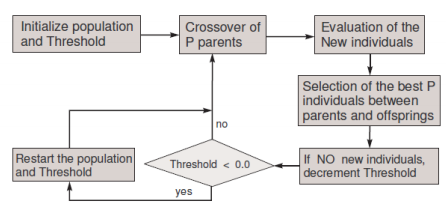 Initialize population
and Threshold
Crossover of
P parents
Evaluation of the
New individuals
Selection of the best P
individuals between
parents and offsprings
If NO new individuals,
decrement Threshold
Threshold < 0.0
no
yes
Restart the population
and Threshold